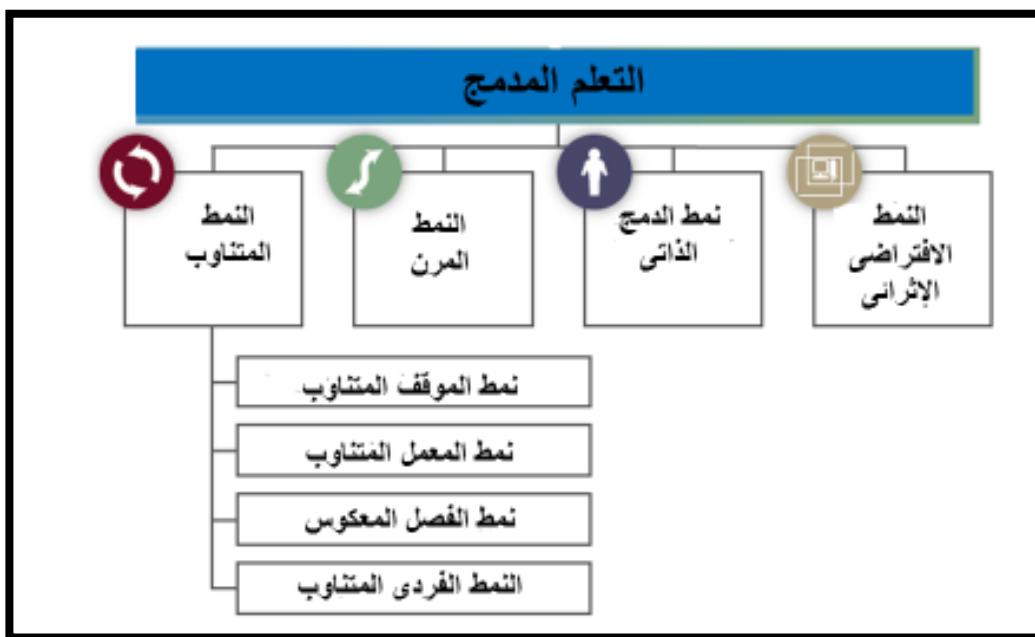 التعلم المدمج
النمط
الافتراضى
الإثرائى
نمط الدمج
الذاتى
النمط
المرن
النمط
المتناوب
نمط الموقف المتناوب
نمط المعمل المتناوب
نمط الفصل المعكوس
النمط الفردى المتناوب